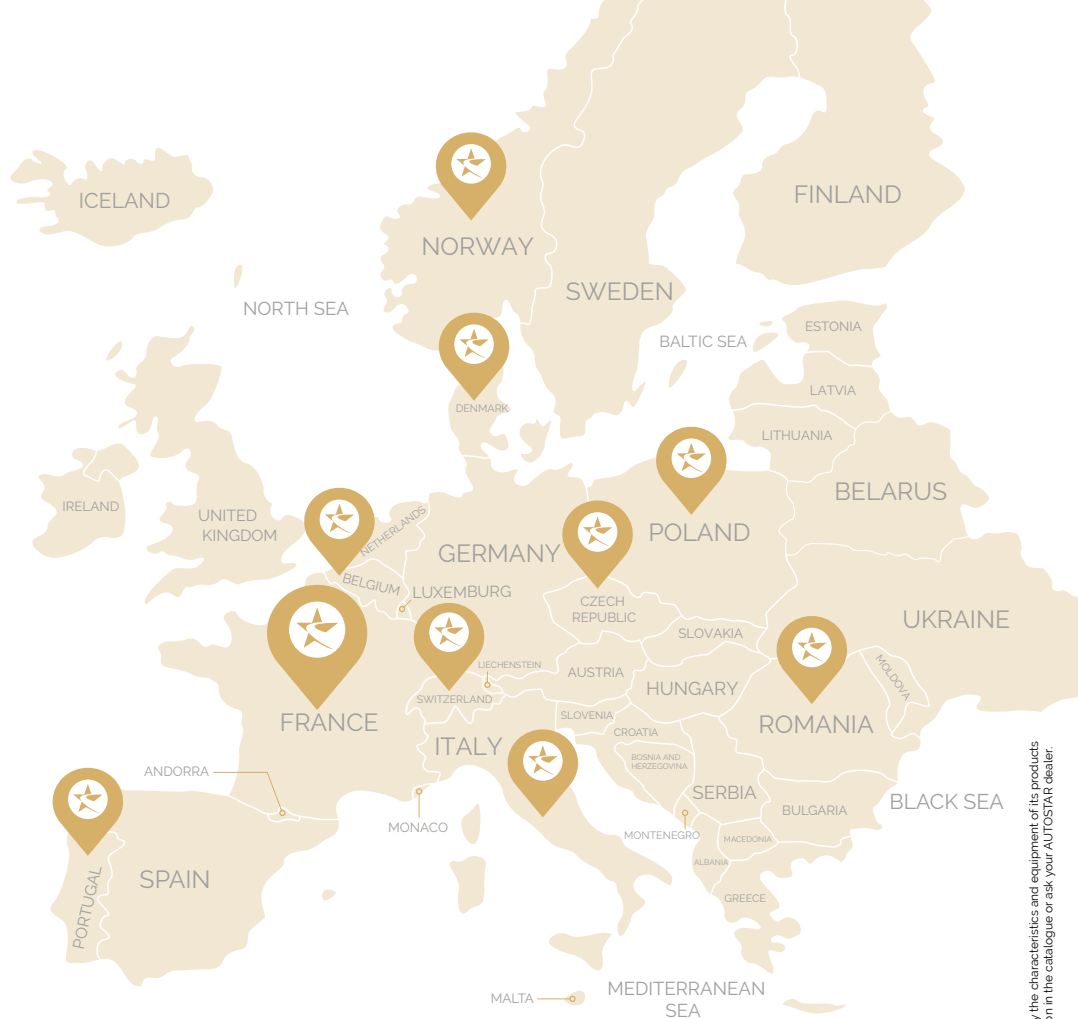 ICELAND
FINLAND
NORWAY
SWEDEN
NORTH SEA
ESTONIA
BALTIC SEA
LATVIA
DENMARK
LITHUANIA
BELARUS
IRELAND
UNITED
KINGDOM
NETHERLANDS
POLAND
GERMANY
BELGIUM
LUXEMBURG
CZECH
REPUBLIC
UKRAINE
SLOVAKIA
LIECHENSTEIN
AUSTRIA
MOLDOVA
HUNGARY
SWITZERLAND
SLOVENIA
FRANCE
ROMANIA
CROATIA
ITALY
BOSNIA AND
HERZEGOVINA
ANDORRA
SERBIA
BLACK SEA
BULGARIA
MONACO
MONTENEGRO
MACEDONIA
ALBANIA
SPAIN
GREECE
PORTUGAL
MEDITERRANEAN
SEA
MALTA
the characteristics and equipment of its products
in the catalogue or ask your AUTOSTAR dealer.